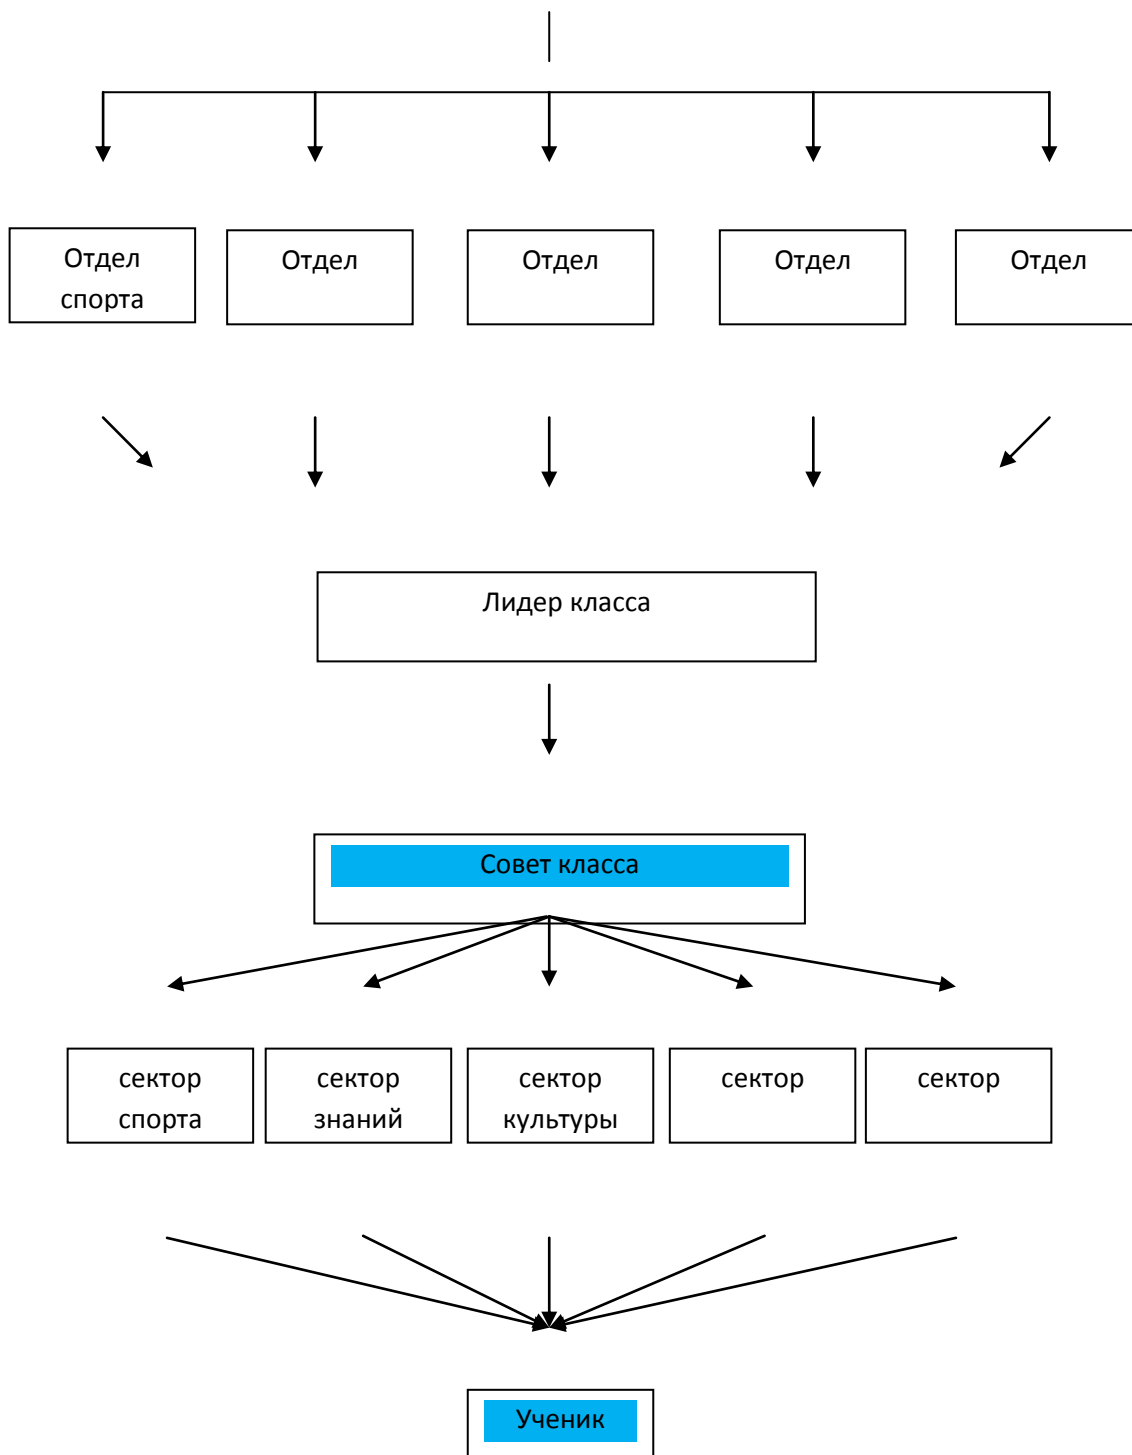 Отдел
спорта
Отдел
Отдел
Отдел
Отдел
Лидер класса
Совет класса
сектор
спорта
сектор
знаний
сектор
культуры
сектор
сектор
Ученик